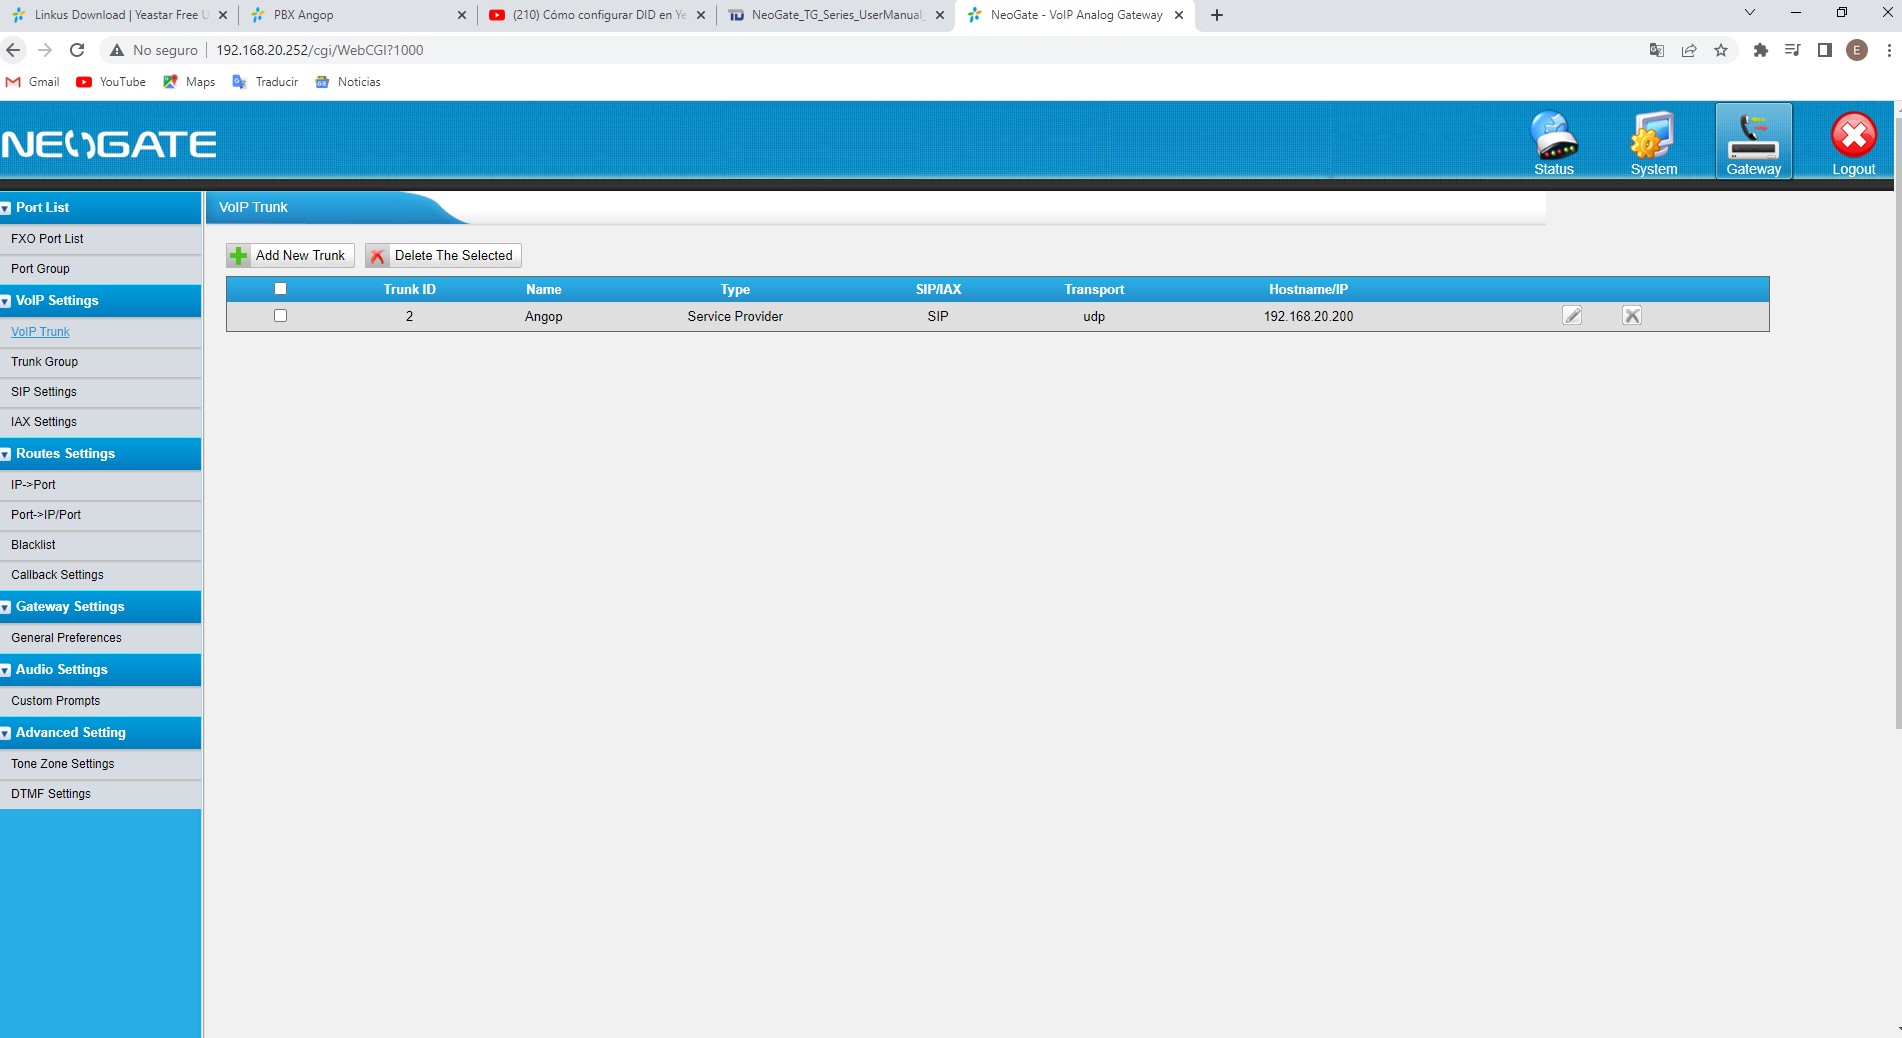 Linkus Download | Yeastar Free U
PBX Angop
(210) Cómo configurar DID en Ye
NeoGate_TG_Series_UserManual_
NeoGate - VoIP Analog Gateway
No seguro
192.168.20.252/cgi/WebCGI?1000
E
Gmail
YouTube
Maps
Traducir
Noticias
NEOGATE
Status
System
Gateway
Logout
Port List
FXO Port List
Port Group
VoIP Settings
VoIP Trunk
Trunk Group
SIP Settings
IAX Settings
Routes Settings
IP->Port
Port->IP/Port
Blacklist
Callback Settings
Gateway Settings
General Preferences
Audio Settings
Custom Prompts
Advanced Setting
Tone Zone Settings
DTMF Settings
VoIP Trunk
Add New Trunk
Delete The Selected
Trunk ID Name Type SIP/IAX Transport Hostname/IP
2 Angop Service Provider SIP udp 192.168.20.200